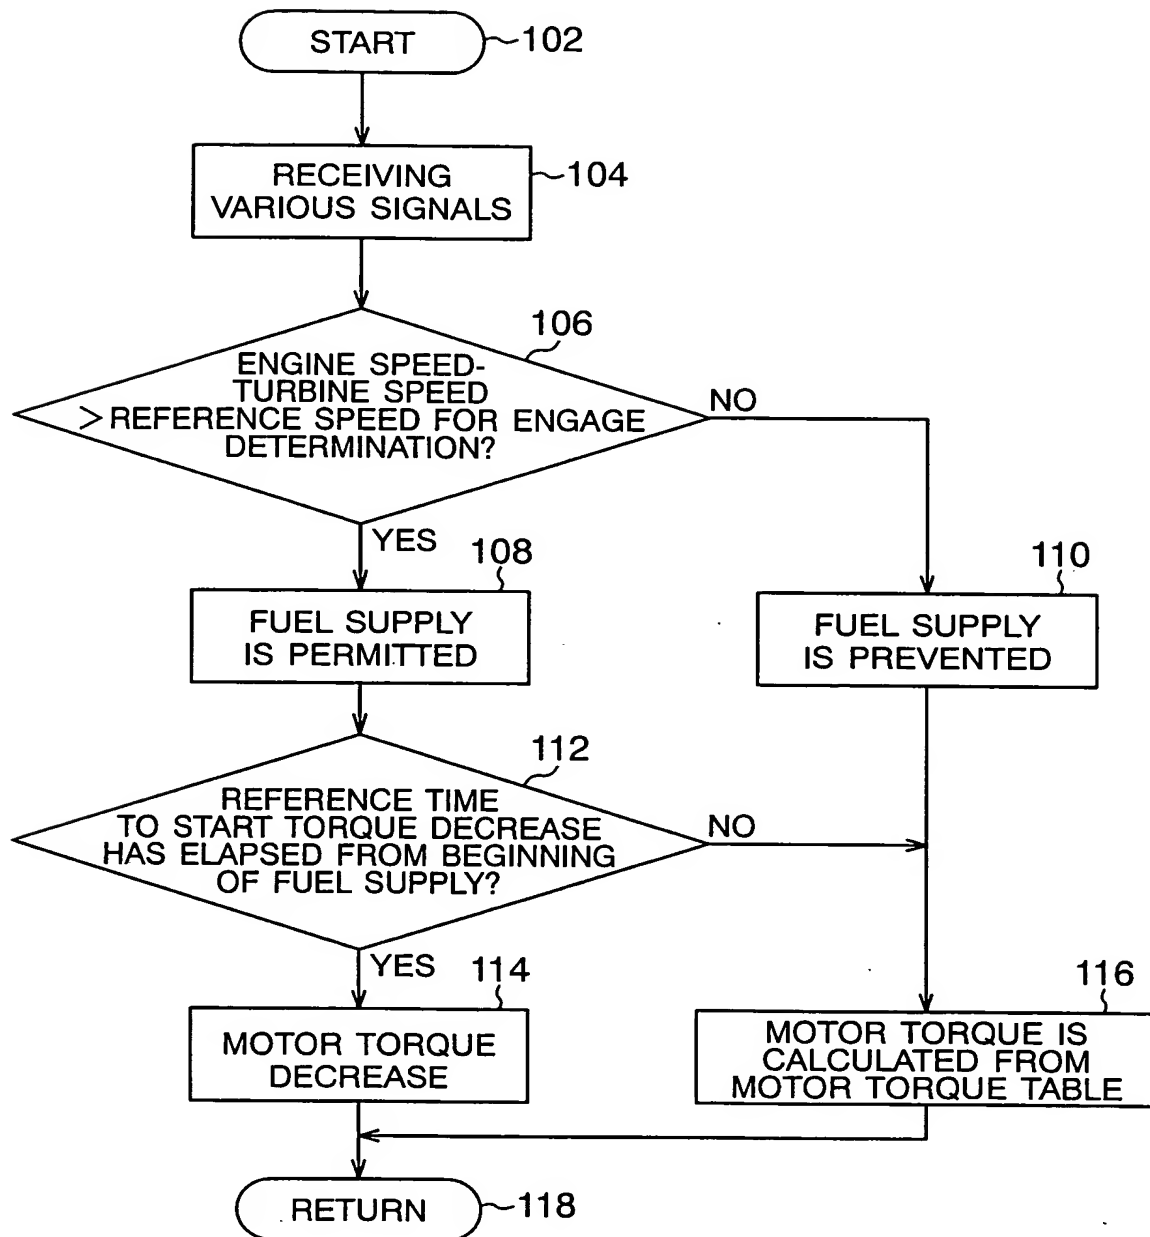 START
102
RECEIVING
VARIOUS SIGNALS
104
106
ENGINE SPEED-
TURBINE SPEED
>REFERENCE SPEED FOR ENGAGE
DETERMINATION?
NO
YES
108
FUEL SUPPLY
IS PERMITTED
110
FUEL SUPPLY
IS PREVENTED
112
REFERENCE TIME
TO START TORQUE DECREASE
HAS ELAPSED FROM BEGINNING
OF FUEL SUPPLY?
NO
YES
114
MOTOR TORQUE
DECREASE
116
MOTOR TORQUE IS
CALCULATED FROM
MOTOR TORQUE TABLE
RETURN
118